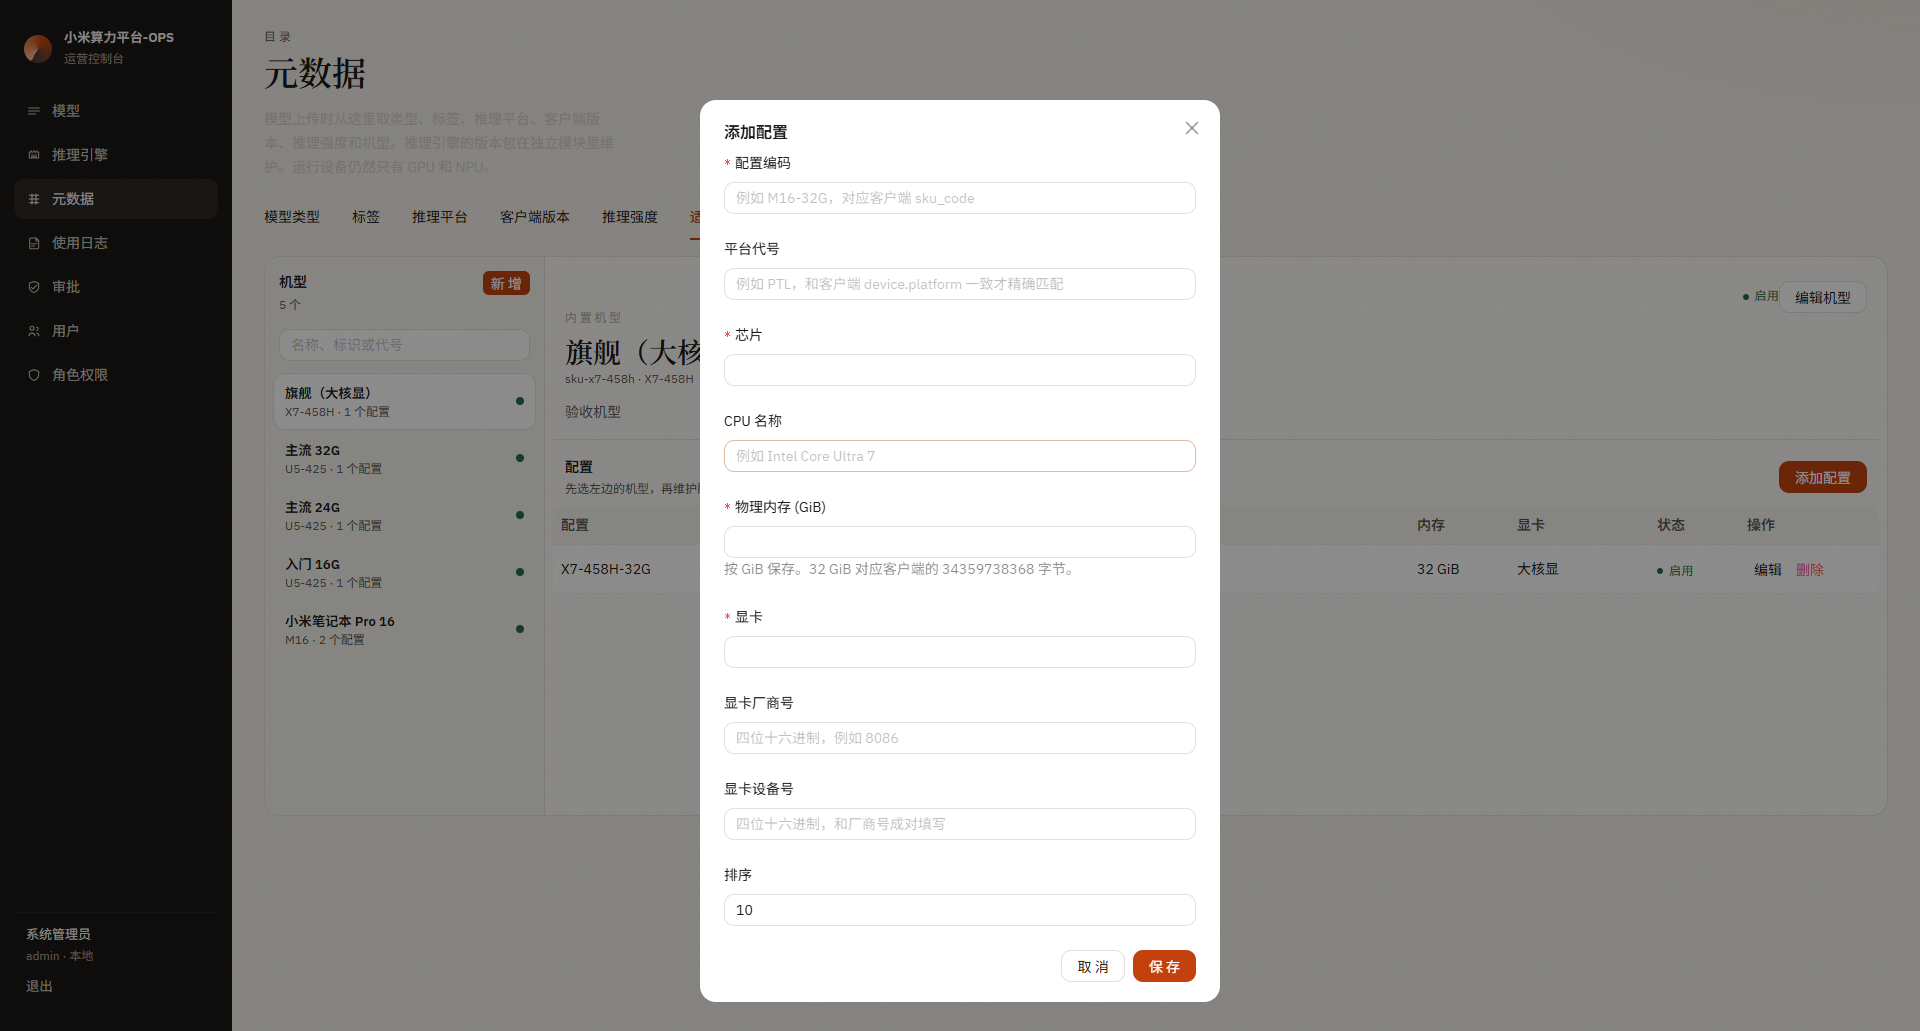 小米算力平台-OPS
运营控制台
模型
推理引擎
元数据
使用日志
审批
用户
角色权限
系统管理员
admin · 本地
退出
目录
元数据
模型上传时从这里取类型、标签、推理平台、客户端版
本、推理强度和机型。推理引擎的版本包在独立模块里维
护。运行设备仍然只有 GPU 和 NPU。
模型类型
标签
推理平台
客户端版本
推理强度
适
机型
新增
5 个
名称、标识或代号
旗舰（大核显）
X7-458H · 1 个配置
主流 32G
U5-425 · 1 个配置
主流 24G
U5-425 · 1 个配置
入门 16G
U5-425 · 1 个配置
小米笔记本 Pro 16
M16 · 2 个配置
内置机型
旗舰（大核
sku-x7-458h · X7-458H
验收机型
启用
编辑机型
配置
先选左边的机型，再维护
添加配置
配置
内存
显卡
状态
操作
X7-458H-32G
32 GiB
大核显
启用
编辑
删除
添加配置
* 配置编码
例如 M16-32G，对应客户端 sku_code
平台代号
例如 PTL，和客户端 device.platform 一致才精确匹配
* 芯片
CPU 名称
例如 Intel Core Ultra 7
* 物理内存 (GiB)
按 GiB 保存。32 GiB 对应客户端的 34359738368 字节。
* 显卡
显卡厂商号
四位十六进制，例如 8086
显卡设备号
四位十六进制，和厂商号成对填写
排序
10
取消
保存